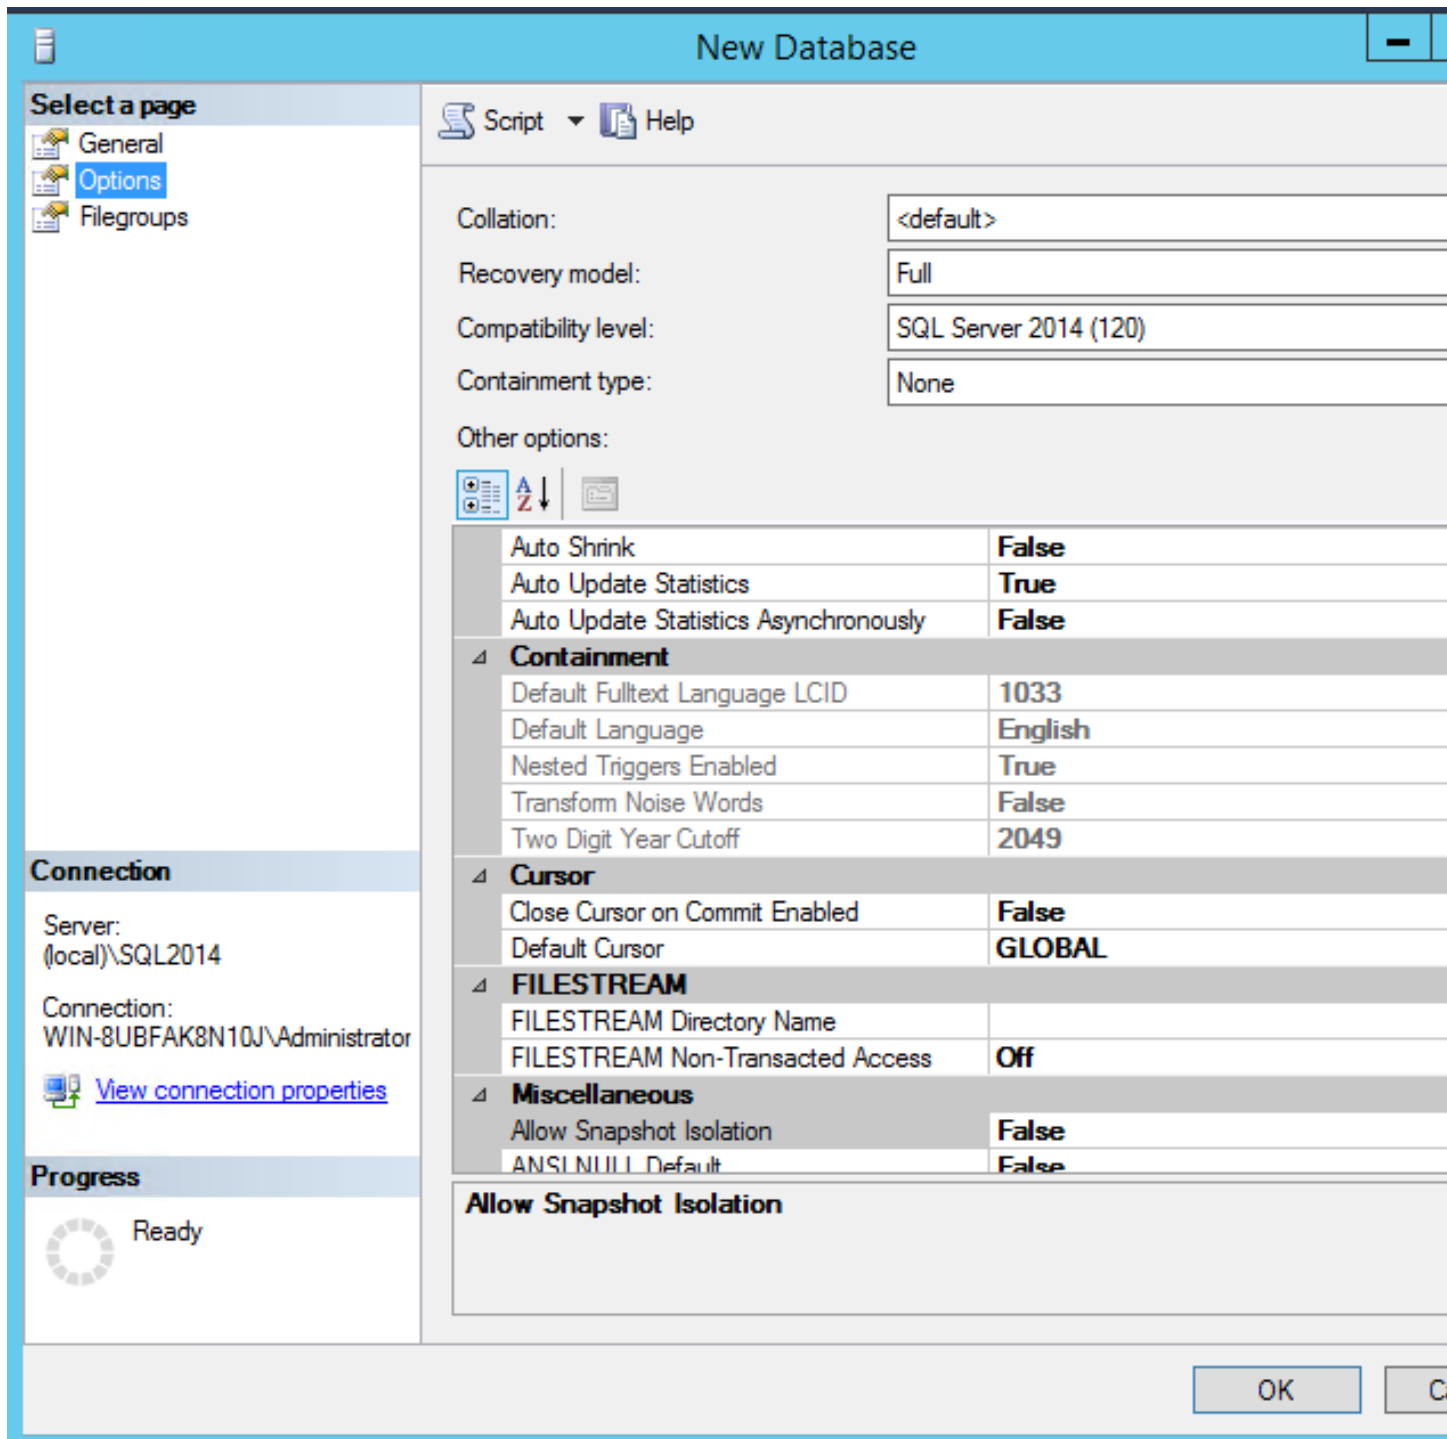 New Database
Select a page
General
Options
Filegroups
Script
Help
Collation: <default>
Recovery model: Full
Compatibility level: SQL Server 2014 (120)
Containment type: None
Other options:
Auto Shrink False
Auto Update Statistics True
Auto Update Statistics Asynchronously False
Containment
Default Fulltext Language LCID 1033
Default Language English
Nested Triggers Enabled True
Transform Noise Words False
Two Digit Year Cutoff 2049
Cursor
Close Cursor on Commit Enabled False
Default Cursor GLOBAL
FILESTREAM
FILESTREAM Directory Name
FILESTREAM Non-Transacted Access Off
Miscellaneous
Allow Snapshot Isolation False
ANSI NULL Default False
Allow Snapshot Isolation
Connection
Server:
(local)\SQL2014
Connection:
WIN-8UBFAK8N10J\Administrator
View connection properties
Progress
Ready
OK